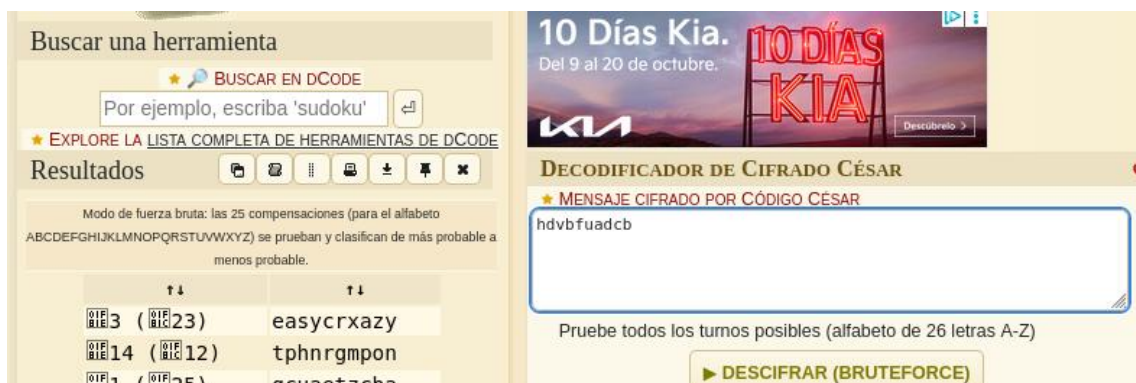 Buscar una herramienta
BUSCAR EN DCODE
Por ejemplo, escriba 'sudoku'
EXPLORE LA LISTA COMPLETA DE HERRAMIENTAS DE DCODE
Resultados
Modo de fuerza bruta: las 25 compensaciones (para el alfabeto
ABCDEFGHIJKLMNOPQRSTUVWXYZ) se prueban y clasifican de más probable a
menos probable.
↑↓ ↑↓
3 (23) easycrxazy
14 (12) tphnrgmpon
10 Días Kia.
Del 9 al 20 de octubre.
10 DÍAS
KIA
KIA
Descúbrelo >
DECODIFICADOR DE CIFRADO CÉSAR
MENSAJE CIFRADO POR CÓDIGO CÉSAR
hdvbfuadcb
Pruebe todos los turnos posibles (alfabeto de 26 letras A-Z)
▶ DESCIFRAR (BRUTEFORCE)